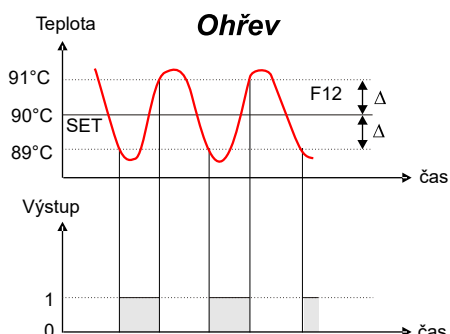 Ohřev
Teplota
91°C
F12
Δ
90°C
SET
Δ
89°C
čas
Výstup
1
0
čas